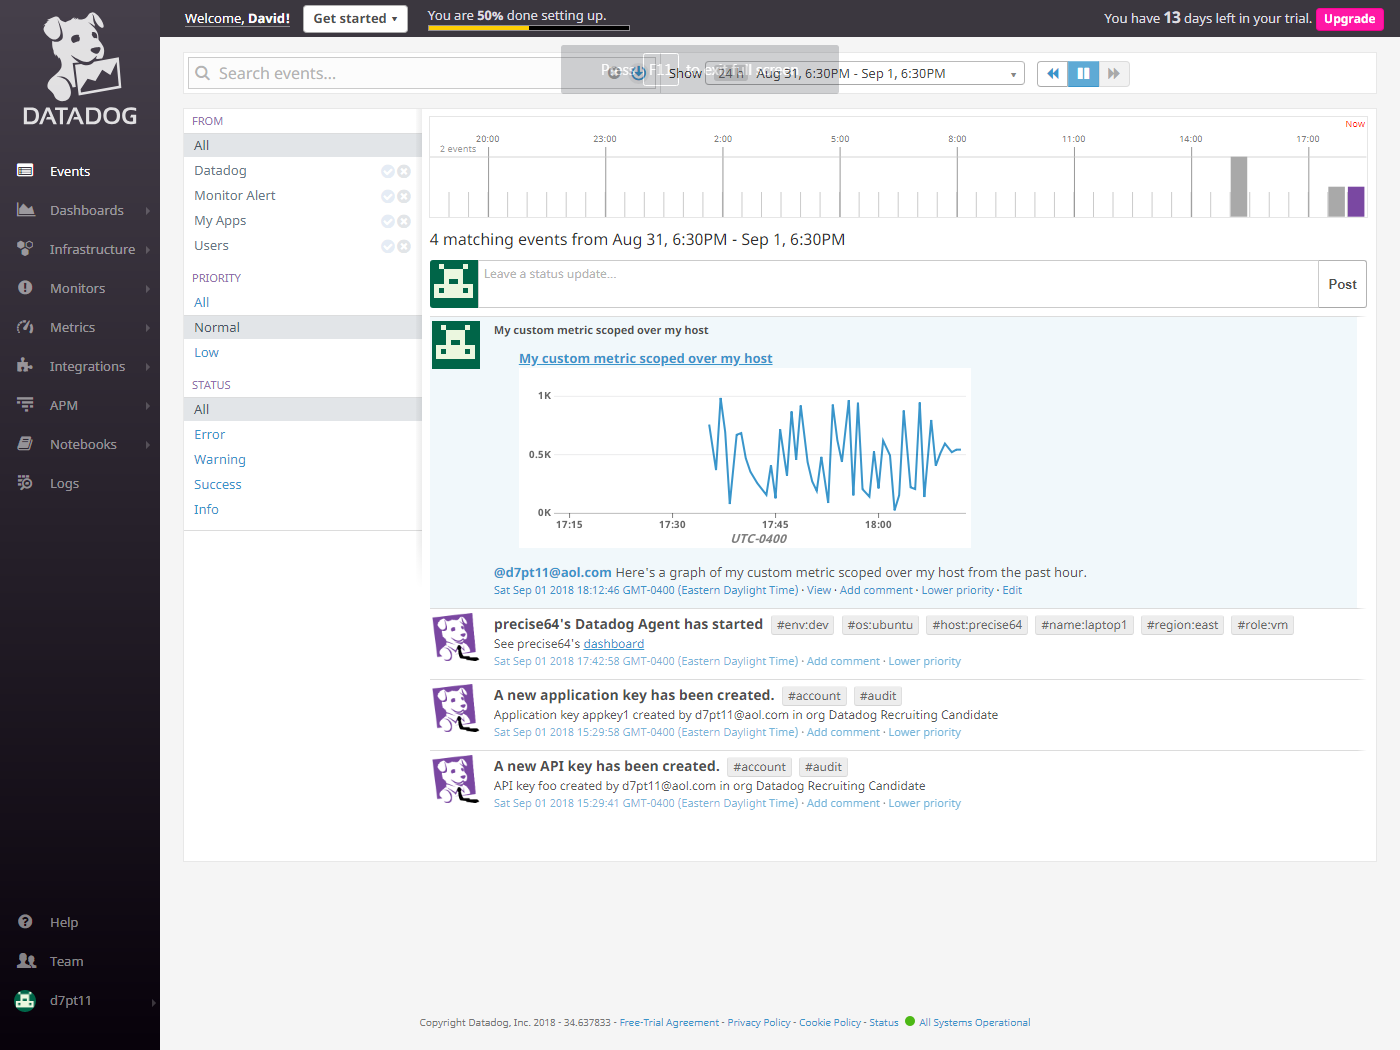 Welcome, David!
Get started
You are 50% done setting up.
You have 13 days left in your trial.
Upgrade
DATADOG
Events
Dashboards
Infrastructure
Monitors
Metrics
Integrations
APM
Notebooks
Logs
Help
Team
d7pt11
Search events...
Press F11 to exit full screen
Show 24 h Aug 31, 6:30PM - Sep 1, 6:30PM
FROM
All
Datadog
Monitor Alert
My Apps
Users
PRIORITY
All
Normal
Low
STATUS
All
Error
Warning
Success
Info
Now
20:00 23:00 2:00 5:00 8:00 11:00 14:00 17:00
2 events
4 matching events from Aug 31, 6:30PM - Sep 1, 6:30PM
Leave a status update...
Post
My custom metric scoped over my host
My custom metric scoped over my host
1K
0.5K
0K
17:15 17:30 17:45 18:00
UTC-0400
@d7pt11@aol.com Here's a graph of my custom metric scoped over my host from the past hour.
Sat Sep 01 2018 18:12:46 GMT-0400 (Eastern Daylight Time) · View · Add comment · Lower priority · Edit
precise64's Datadog Agent has started #env:dev #os:ubuntu #host:precise64 #name:laptop1 #region:east #role:vm
See precise64's dashboard
Sat Sep 01 2018 17:42:58 GMT-0400 (Eastern Daylight Time) · Add comment · Lower priority
A new application key has been created. #account #audit
Application key appkey1 created by d7pt11@aol.com in org Datadog Recruiting Candidate
Sat Sep 01 2018 15:29:58 GMT-0400 (Eastern Daylight Time) · Add comment · Lower priority
A new API key has been created. #account #audit
API key foo created by d7pt11@aol.com in org Datadog Recruiting Candidate
Sat Sep 01 2018 15:29:41 GMT-0400 (Eastern Daylight Time) · Add comment · Lower priority
Copyright Datadog, Inc. 2018 - 34.637833 - Free-Trial Agreement - Privacy Policy - Cookie Policy - Status All Systems Operational